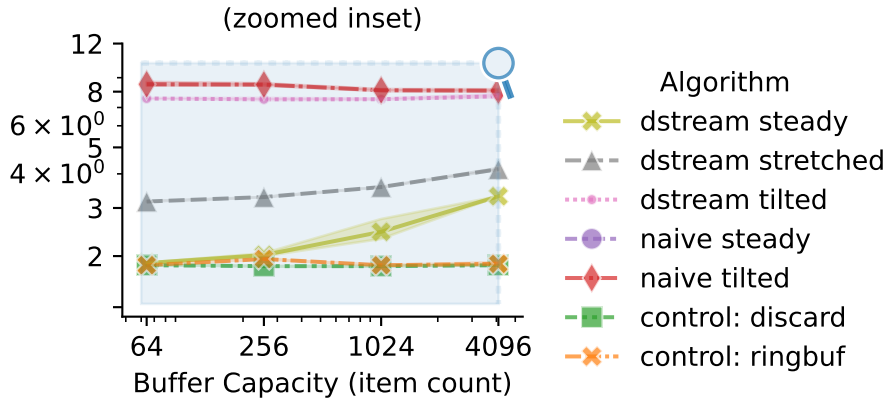 (zoomed inset)
12
8
6 × 10⁰
5
4 × 10⁰
3
2
64 256 1024 4096
Buffer Capacity (item count)
Algorithm
dstream steady
dstream stretched
dstream tilted
naive steady
naive tilted
control: discard
control: ringbuf